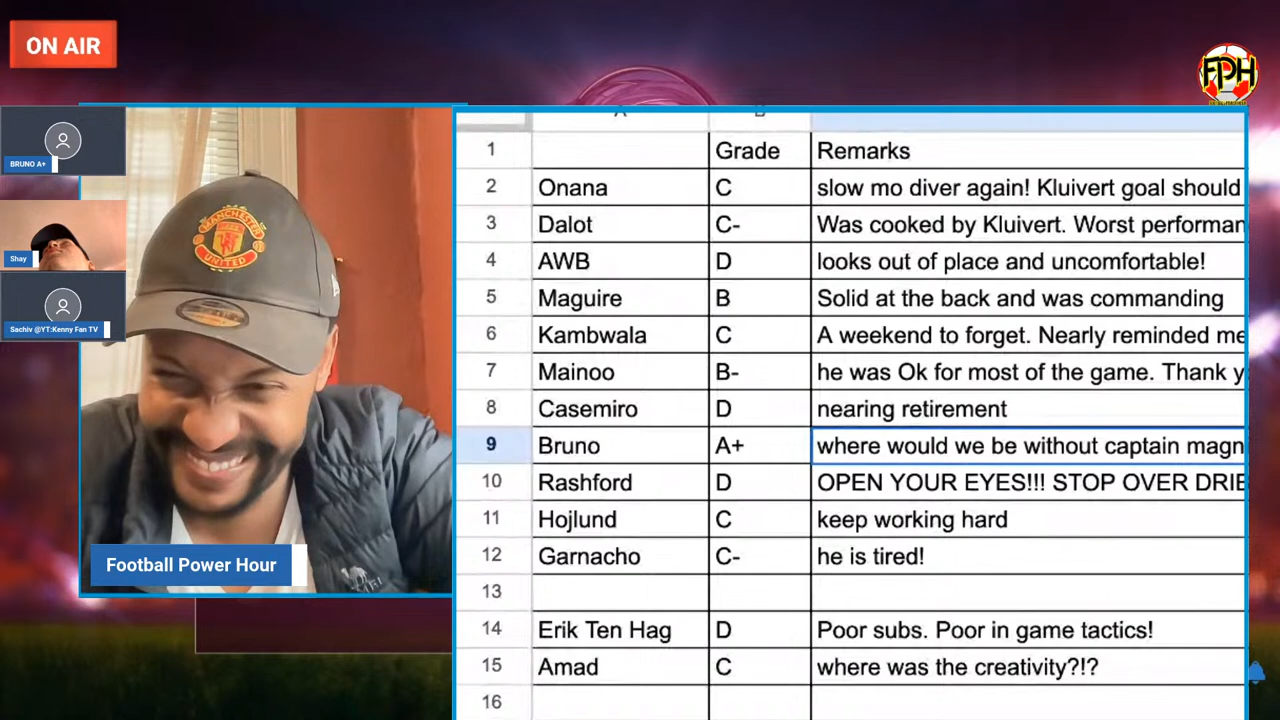 ON AIR
FPH
BRUNO A+
Shay
Sachiv @YT:Kenny Fan TV
MANCHESTER
UNITED
Football Power Hour
1 Grade Remarks
2 Onana C slow mo diver again! Kluivert goal should
3 Dalot C- Was cooked by Kluivert. Worst performan
4 AWB D looks out of place and uncomfortable!
5 Maguire B Solid at the back and was commanding
6 Kambwala C A weekend to forget. Nearly reminded me
7 Mainoo B- he was Ok for most of the game. Thank y
8 Casemiro D nearing retirement
9 Bruno A+ where would we be without captain magn
10 Rashford D OPEN YOUR EYES!!! STOP OVER DRIB
11 Hojlund C keep working hard
12 Garnacho C- he is tired!
13
14 Erik Ten Hag D Poor subs. Poor in game tactics!
15 Amad C where was the creativity?!?
16